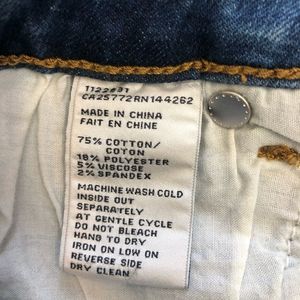 1122831
CA25772RN144262
MADE IN CHINA
FAIT EN CHINE
75% COTTON/
COTON
18% POLYESTER
5% VISCOSE
2% SPANDEX
MACHINE WASH COLD
INSIDE OUT
SEPARATELY
AT GENTLE CYCLE
DO NOT BLEACH
HANG TO DRY
IRON ON LOW ON
REVERSE SIDE
DRY CLEAN